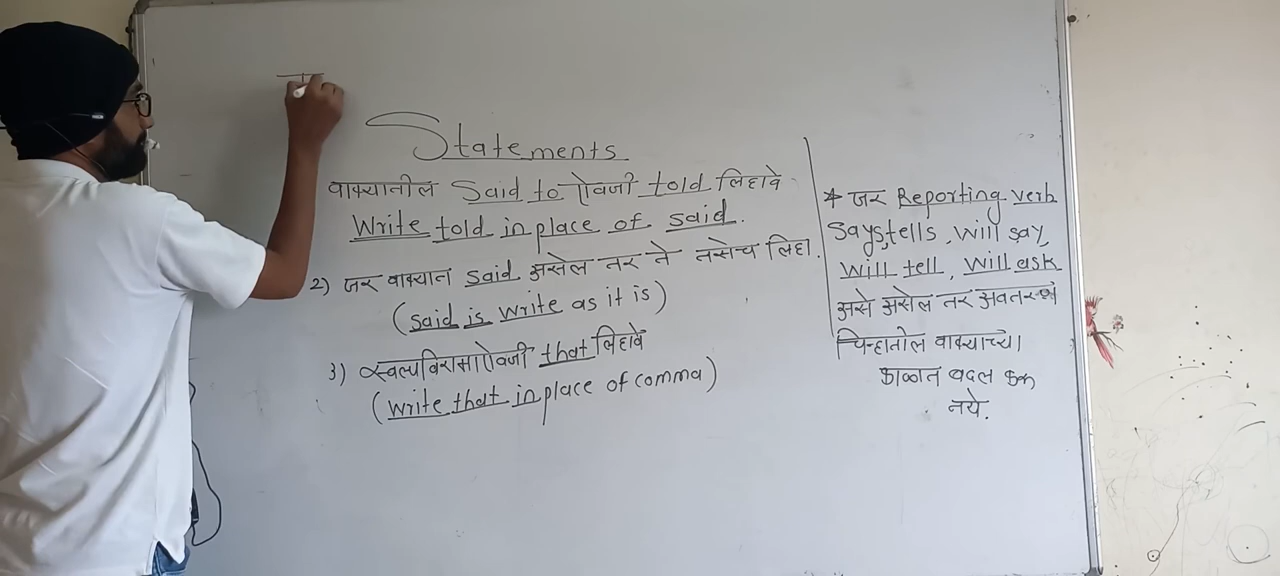 Statements
वाक्यातील Said to ऐवजी told लिहावे
Write told in place of said.
2) जर वाक्यात said असेल तर ते तसेच लिहा.
(said is write as it is)
3) स्वल्पविरामाऐवजी that लिहावे
(write that in place of comma)
* जर Reporting verb
Says, tells, will say,
will tell, will ask
असे असेल तर अवतरण
चिन्हातील वाक्याच्या
काळात बदल करू
नये.